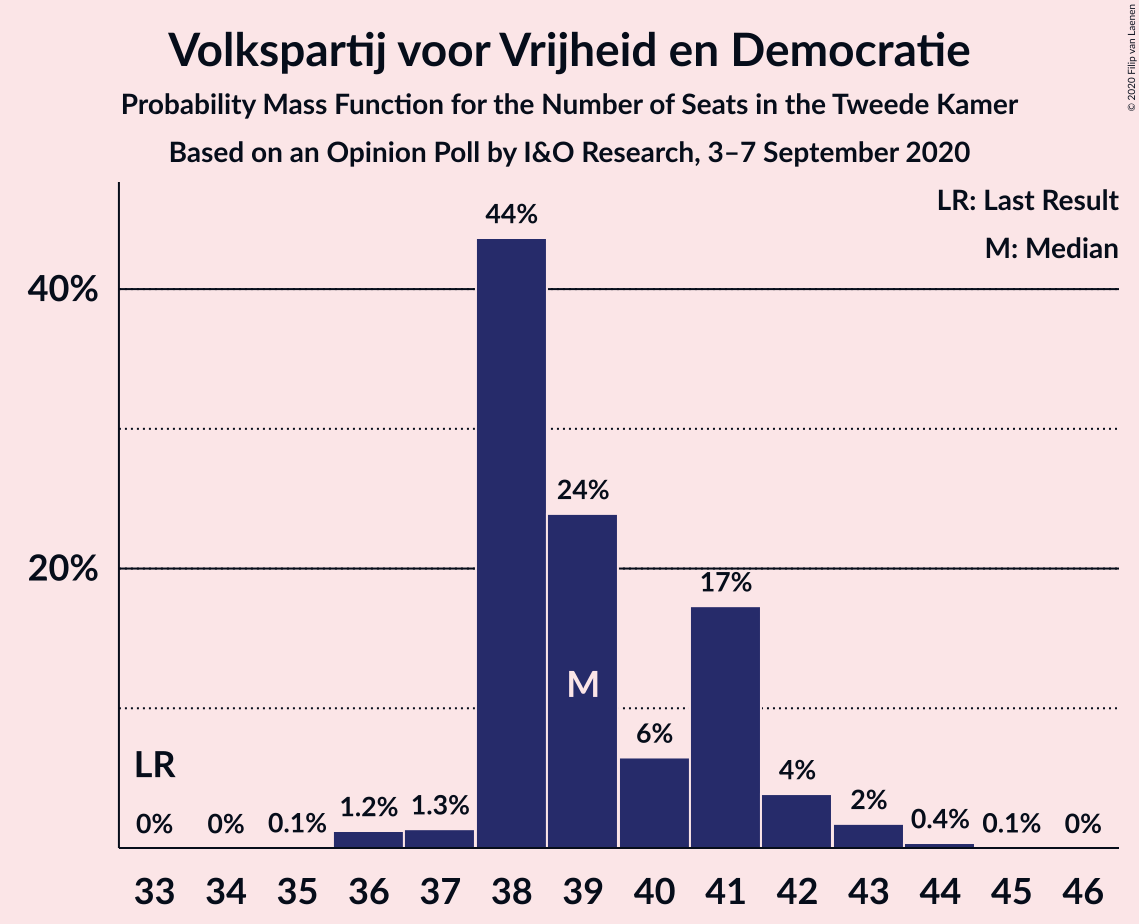 Volkspartij voor Vrijheid en Democratie
Probability Mass Function for the Number of Seats in the Tweede Kamer
Based on an Opinion Poll by I&O Research, 3–7 September 2020
© 2020 Filip van Laenen
LR: Last Result
M: Median
44%
40%
24%
20%
17%
M
6%
LR
4%
0%
0%
0.1%
1.2%
1.3%
2%
0.4%
0.1%
0%
33 34 35 36 37 38 39 40 41 42 43 44 45 46